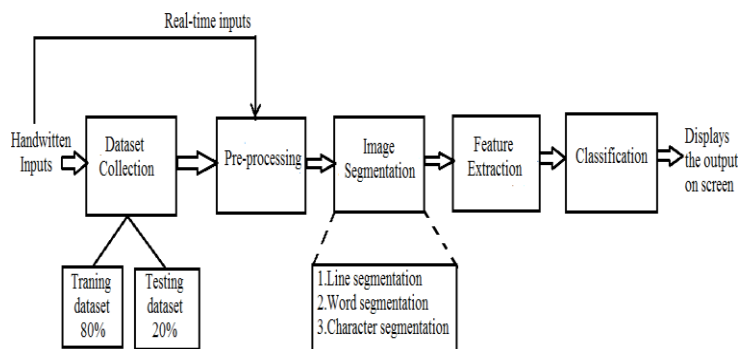 Real-time inputs
Handwitten
Inputs
Dataset
Collection
Pre-processing
Image
Segmentation
Feature
Extraction
Classification
Displays
the output
on screen
Traning
dataset
80%
Testing
dataset
20%
1.Line segmentation
2.Word segmentation
3.Character segmentation